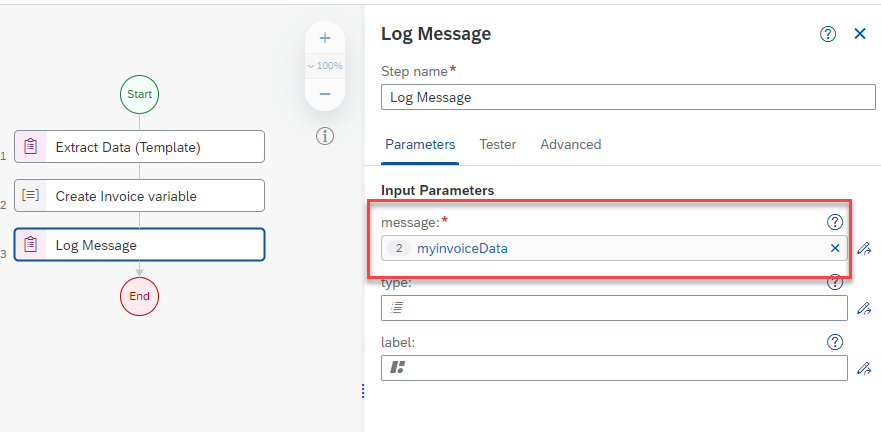 Start
1
Extract Data (Template)
2
Create Invoice variable
3
Log Message
End
+
100%
−
i
Log Message
?
×
Step name*
Log Message
Parameters Tester Advanced
Input Parameters
message:* ?
2 myinvoiceData ×
type: ?
label: ?